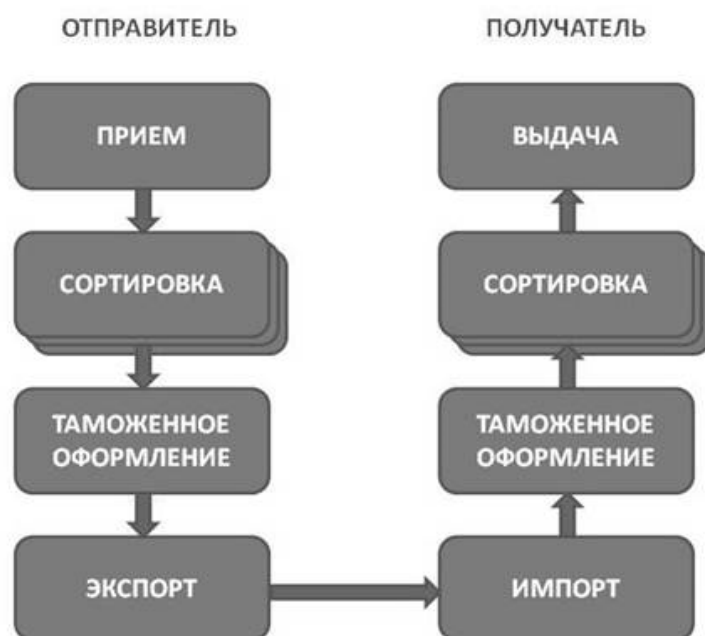 ОТПРАВИТЕЛЬ
ПОЛУЧАТЕЛЬ
ПРИЕМ
ВЫДАЧА
СОРТИРОВКА
СОРТИРОВКА
ТАМОЖЕННОЕ
ОФОРМЛЕНИЕ
ТАМОЖЕННОЕ
ОФОРМЛЕНИЕ
ЭКСПОРТ
ИМПОРТ